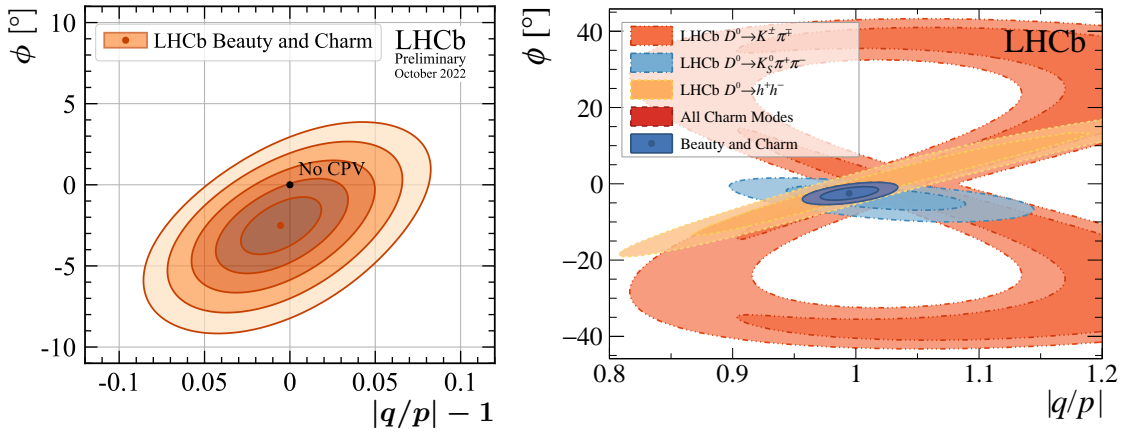 10
5
0
-5
-10
ϕ [°]
LHCb Beauty and Charm
LHCb
Preliminary
October 2022
No CPV
-0.1
0.05
0
0.05
0.1
|q/p| − 1
40
20
0
−20
−40
ϕ [°]
LHCb D⁰→K±π∓
LHCb D⁰→K⁰Sπ⁺π⁻
LHCb D⁰→h⁺h⁻
All Charm Modes
Beauty and Charm
LHCb
0.8
0.9
1
1.1
1.2
|q/p|